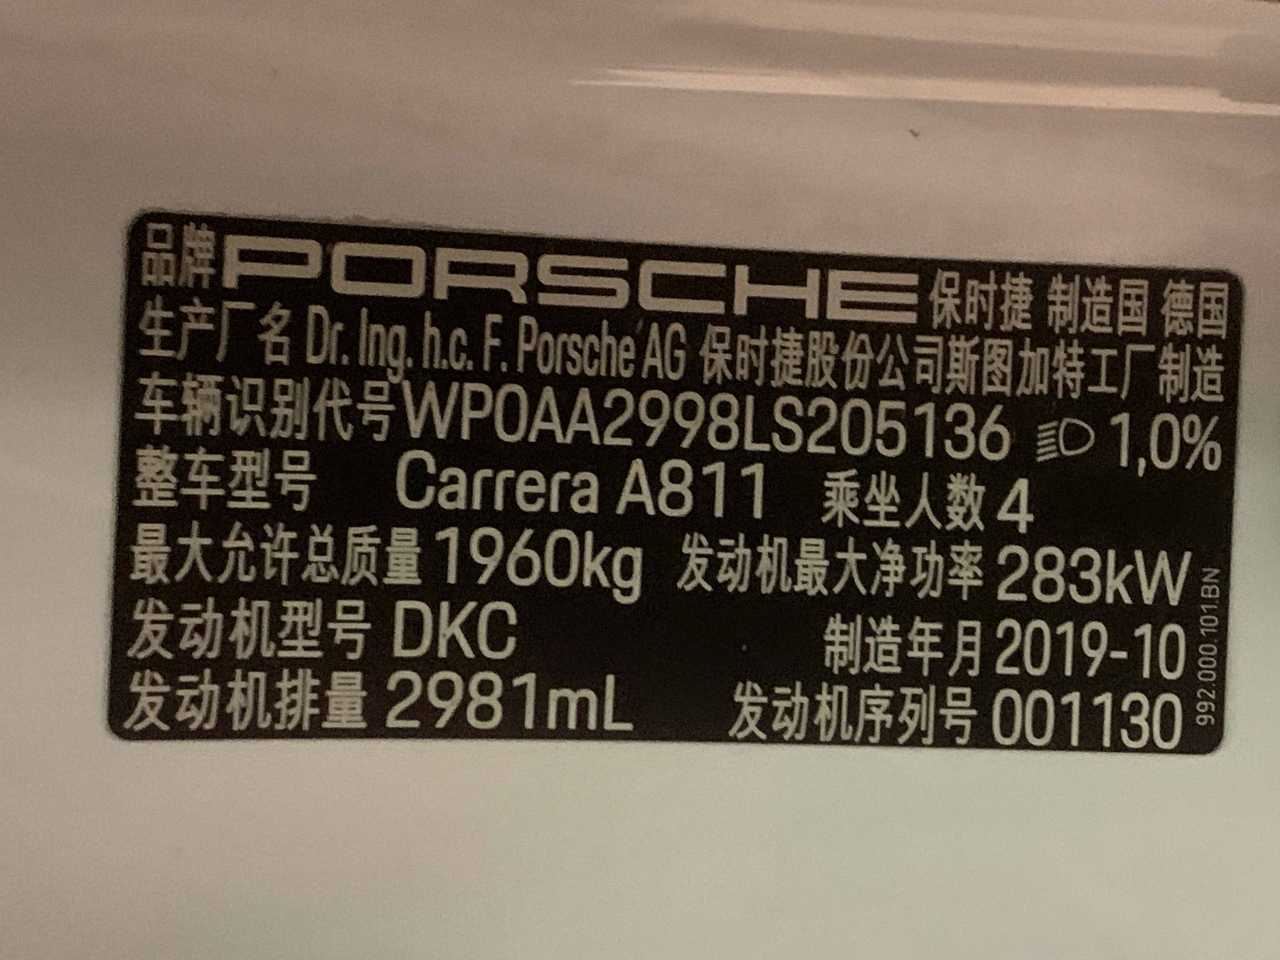 品牌 PORSCHE 保时捷 制造国 德国
生产厂名 Dr. Ing. h.c. F. Porsche AG 保时捷股份公司斯图加特工厂制造
车辆识别代号 WP0AA2998LS205136 1,0%
整车型号 Carrera A811 乘坐人数 4
最大允许总质量 1960kg 发动机最大净功率 283kW
发动机型号 DKC 制造年月 2019-10
发动机排量 2981mL 发动机序列号 001130
992.000.101.BN